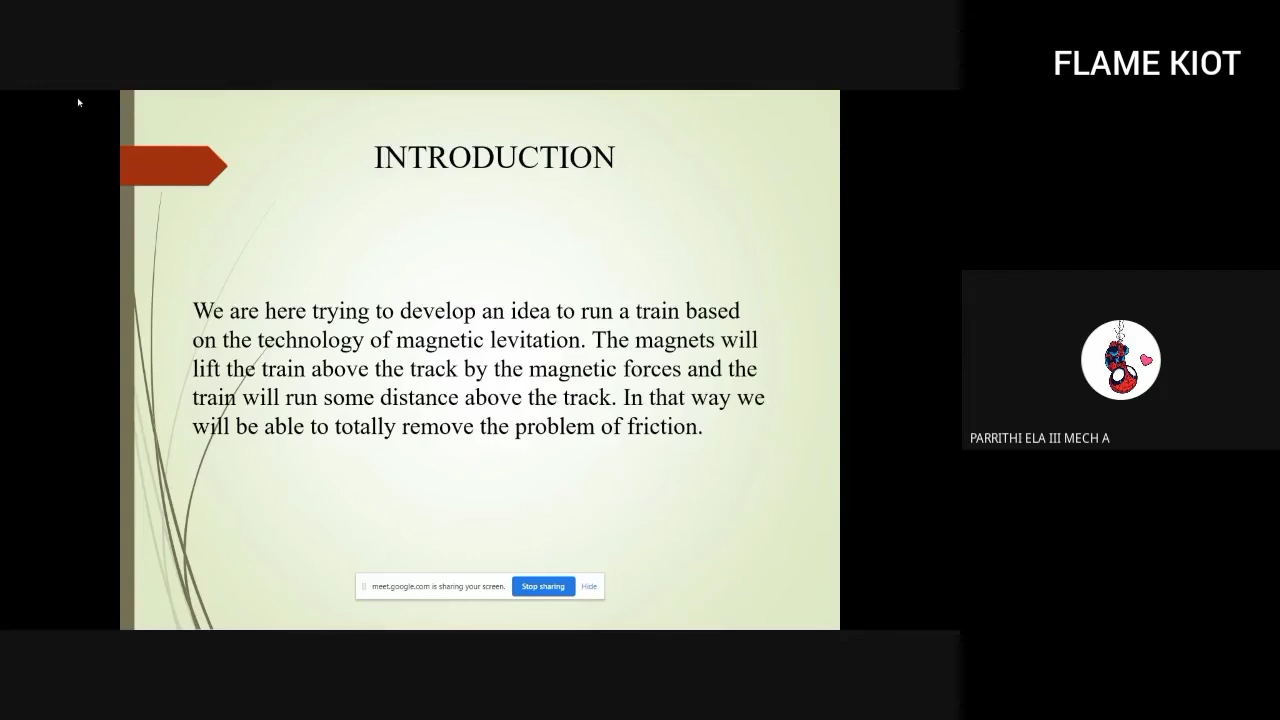 FLAME KIOT
INTRODUCTION
We are here trying to develop an idea to run a train based
on the technology of magnetic levitation. The magnets will
lift the train above the track by the magnetic forces and the
train will run some distance above the track. In that way we
will be able to totally remove the problem of friction.
PARRITHI ELA III MECH A
meet.google.com is sharing your screen. Stop sharing Hide